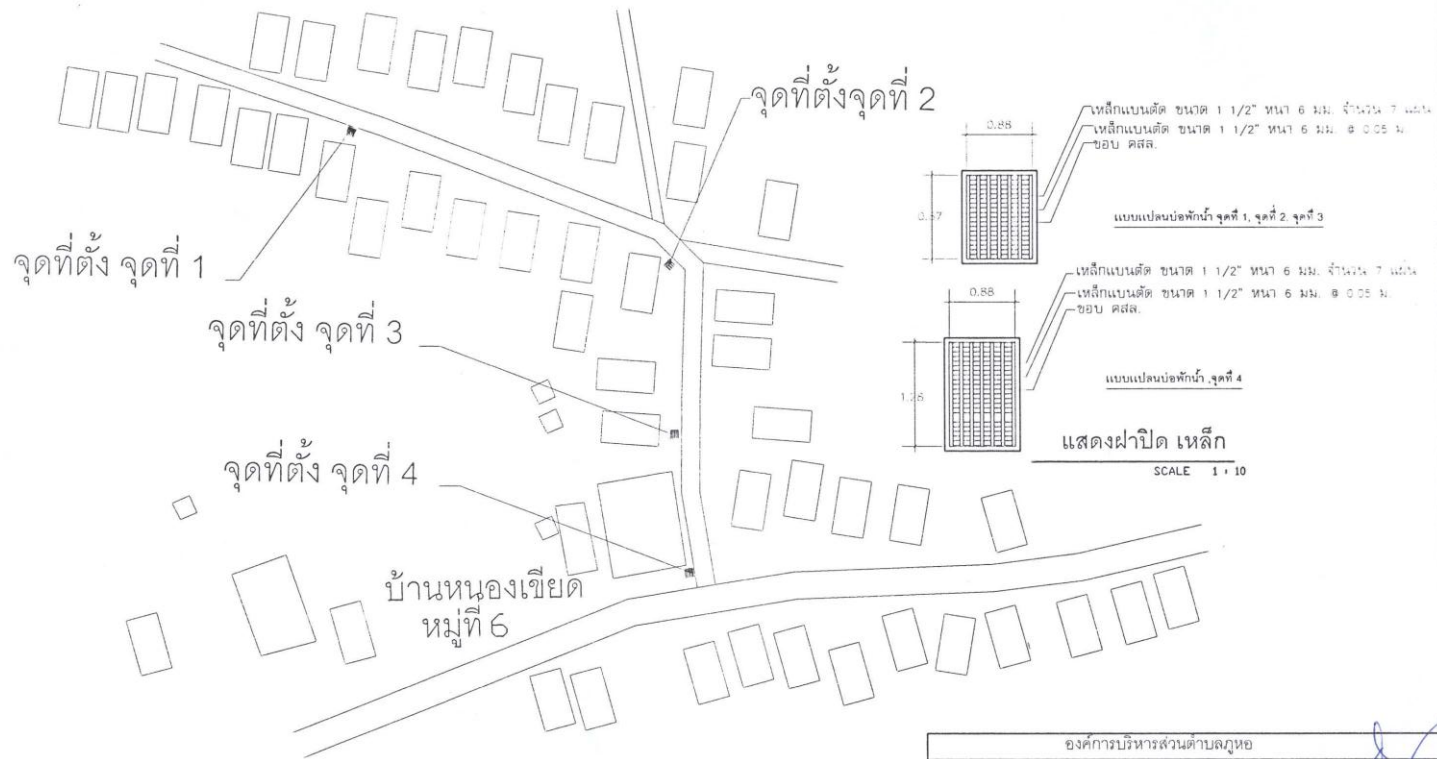 จุดที่ตั้งจุดที่ 2
เหล็กแบนตัด ขนาด 1 1/2" หนา 6 มม. จำนวน 7 แผ่น
เหล็กแบนตัด ขนาด 1 1/2" หนา 6 มม. @ 0.05 ม.
ขอบ คสล.
0.88
แบบแปลนบ่อพักน้ำ จุดที่ 1, จุดที่ 2, จุดที่ 3
จุดที่ตั้ง จุดที่ 1
เหล็กแบนตัด ขนาด 1 1/2" หนา 6 มม. จำนวน 7 แผ่น
เหล็กแบนตัด ขนาด 1 1/2" หนา 6 มม. @ 0.05 ม.
ขอบ คสล.
0.88
จุดที่ตั้ง จุดที่ 3
แบบแปลนบ่อพักน้ำ ,จุดที่ 4
แสดงฝาปิด เหล็ก
SCALE 1 : 10
จุดที่ตั้ง จุดที่ 4
บ้านหนองเขียด
หมู่ที่ 6
องค์การบริหารส่วนตำบลภูหอ